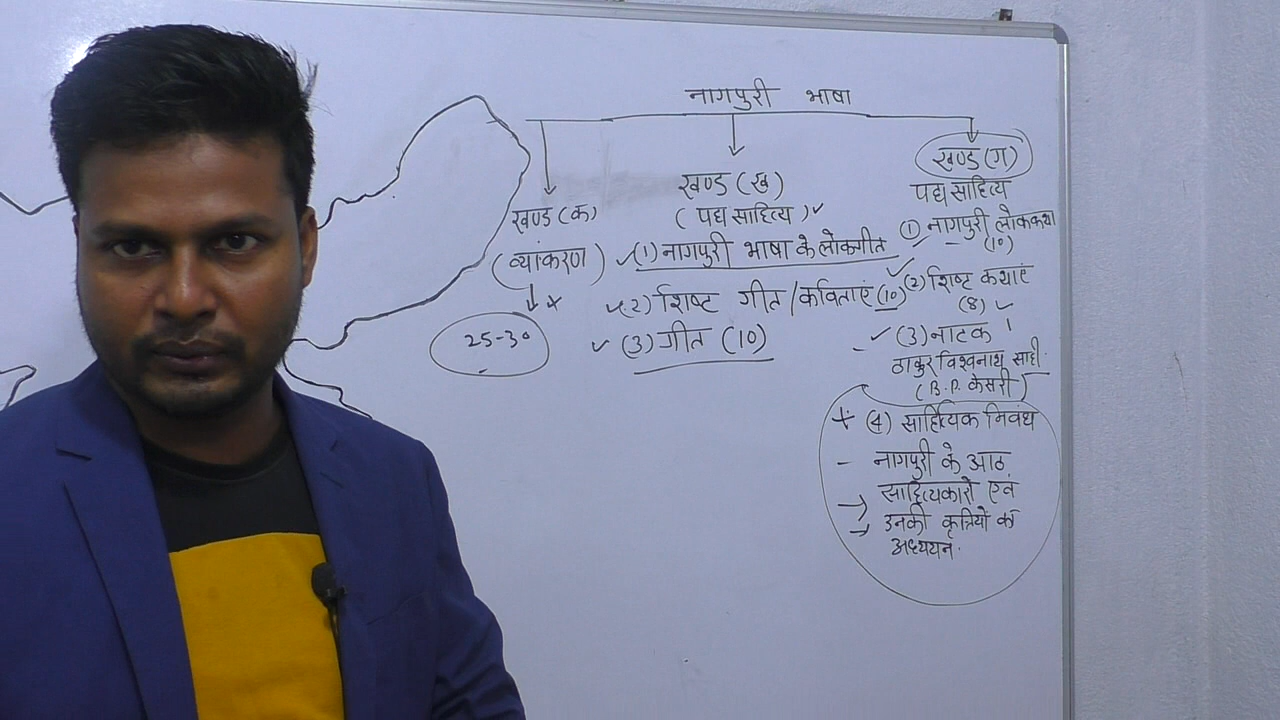 नागपुरी भाषा
खण्ड (क)
(व्यांकरण)
25-30
खण्ड (ख)
(पद्य साहित्य)
(1) नागपुरी भाषा के लोकगीत
(2) शिष्ट गीत/कविताएं (10)
(3) गीत (10)
खण्ड (ग)
पद्य साहित्य
(1) नागपुरी लोककथा
(10)
(2) शिष्ट कथाएं
(8)
(3) नाटक
ठाकुर विश्वनाथ साही.
(B.P. केसरी)
(4) साहित्यिक निवंध
- नागपुरी के आठ
साहित्यकारो एवं
उनकी कृत्रियों का
अध्ययन.